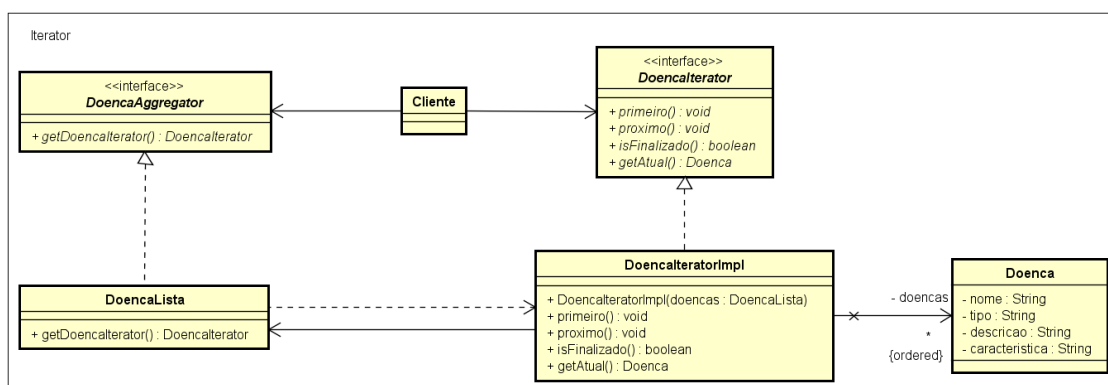 Iterator
<<interface>>
DoencaAggregator
+ getDoencaIterator() : DoencaIterator
Cliente
<<interface>>
DoencaIterator
+ primeiro() : void
+ proximo() : void
+ isFinalizado() : boolean
+ getAtual() : Doenca
DoencaLista
+ getDoencaIterator() : DoencaIterator
DoencaIteratorImpl
+ DoencaIteratorImpl(doencas : DoencaLista)
+ primeiro() : void
+ proximo() : void
+ isFinalizado() : boolean
+ getAtual() : Doenca
- doencas
*
{ordered}
Doenca
- nome : String
- tipo : String
- descricao : String
- caracteristica : String